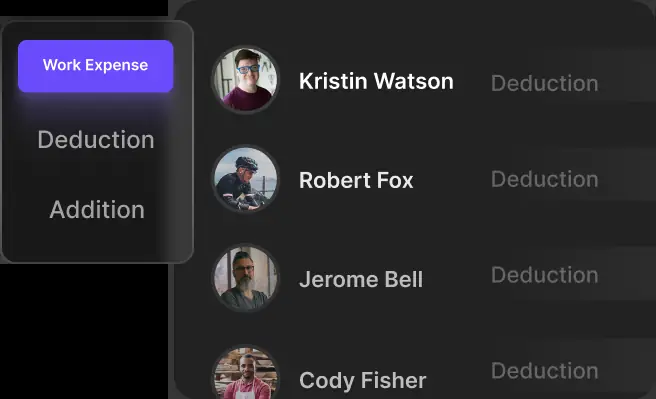 Work Expense
Deduction
Addition
Kristin Watson Deduction
Robert Fox Deduction
Jerome Bell Deduction
Cody Fisher Deduction